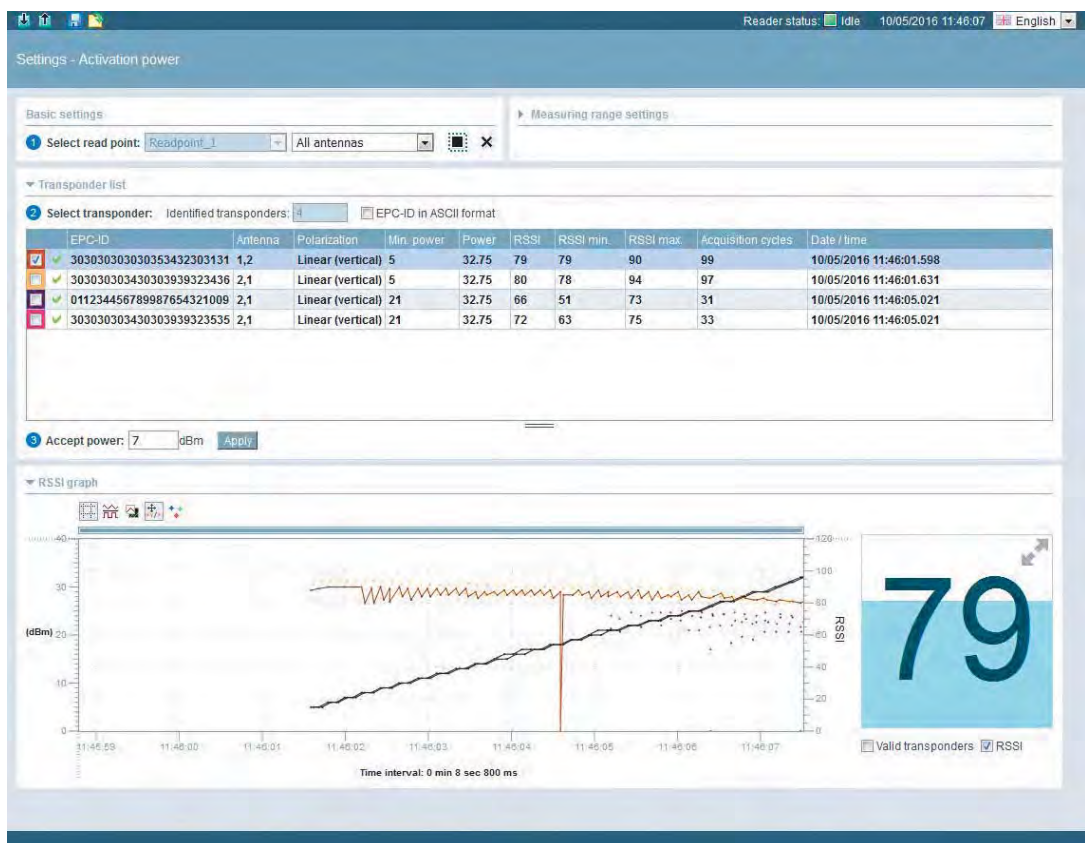 Reader status: Idle 10/05/2016 11:46:07 English
Settings - Activation power
Basic settings
Measuring range settings
1 Select read point: Readpoint_1 All antennas
Transponder list
2 Select transponder: Identified transponders: 4 EPC-ID in ASCII format
EPC-ID Antenna Polarization Min. power Power RSSI RSSI min. RSSI max. Acquisition cycles Date / time
303030303030353432303131 1,2 Linear (vertical) 5 32.75 79 79 90 99 10/05/2016 11:46:01.598
303030303430303939323436 2,1 Linear (vertical) 5 32.75 80 78 94 97 10/05/2016 11:46:01.631
011234456789987654321009 2,1 Linear (vertical) 21 32.75 66 51 73 31 10/05/2016 11:46:05.021
303030303430303939323535 2,1 Linear (vertical) 21 32.75 72 63 75 33 10/05/2016 11:46:05.021
3 Accept power: 7 dBm Apply
RSSI graph
40 120
100
30
80
(dBm) 20 60 RSSI
40
10
20
0 0
11:45:59 11:46:00 11:46:01 11:46:02 11:46:03 11:46:04 11:46:05 11:46:06 11:46:07
Time interval: 0 min 8 sec 800 ms
79
Valid transponders RSSI